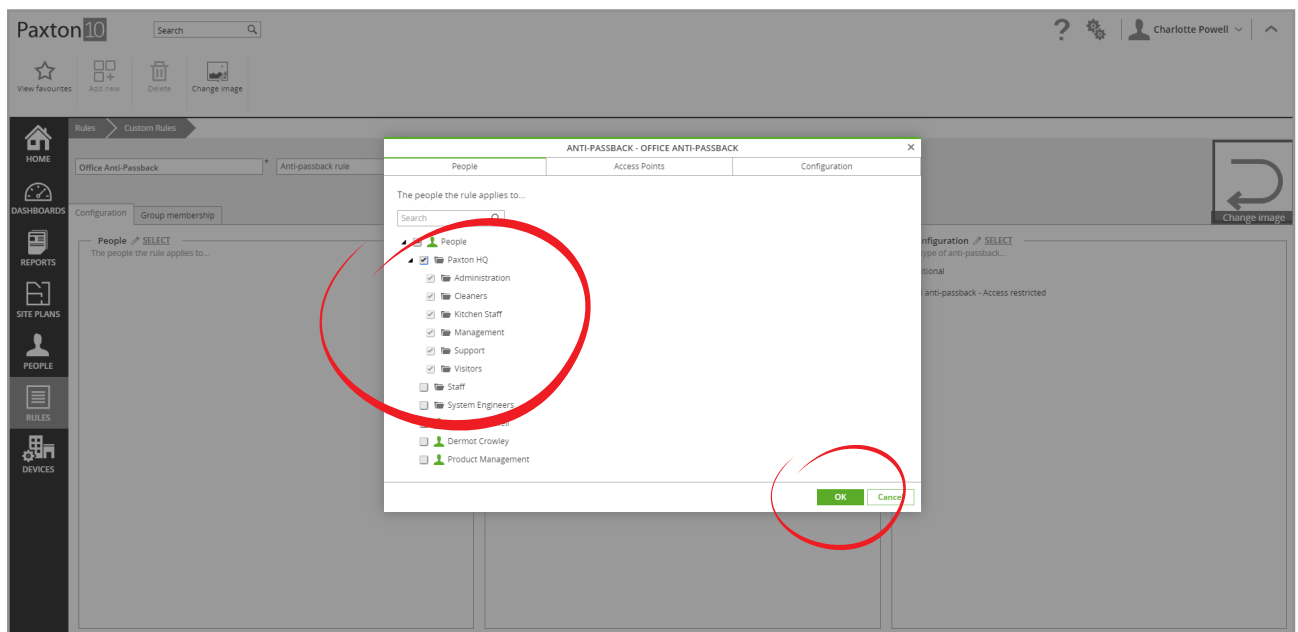 Paxton 10
Search
Charlotte Powell
View favourites
Add new
Delete
Change image
Rules
Custom Rules
HOME
DASHBOARDS
REPORTS
SITE PLANS
PEOPLE
RULES
DEVICES
Office Anti-Passback *
Anti-passback rule
Change image
Configuration
Group membership
People SELECT
The people the rule applies to...
ANTI-PASSBACK - OFFICE ANTI-PASSBACK
People
Access Points
Configuration
The people the rule applies to...
Search
People
Paxton HQ
Administration
Cleaners
Kitchen Staff
Management
Support
Visitors
Staff
System Engineers
Dermot Crowley
Product Management
OK
Cancel
SELECT
type of anti-passback...
anti-passback - Access restricted